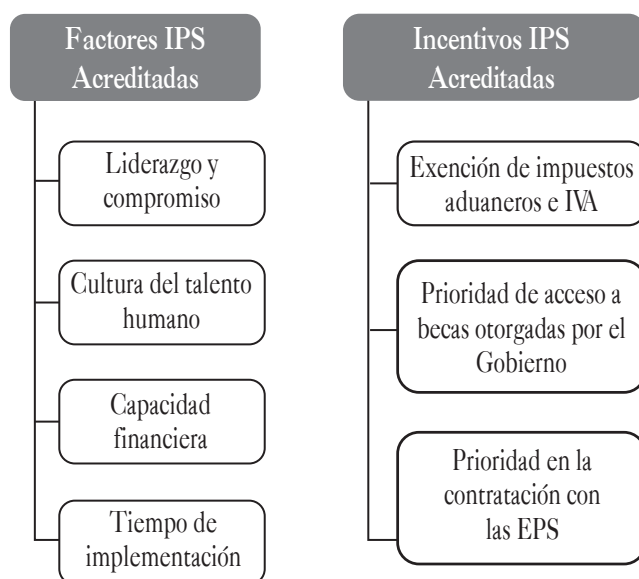 Factores IPS
Acreditadas
Liderazgo y
compromiso
Cultura del talento
humano
Capacidad
financiera
Tiempo de
implementación
Incentivos IPS
Acreditadas
Exención de impuestos
aduaneros e IVA
Prioridad de acceso a
becas otorgadas por el
Gobierno
Prioridad en la
contratación con
las EPS